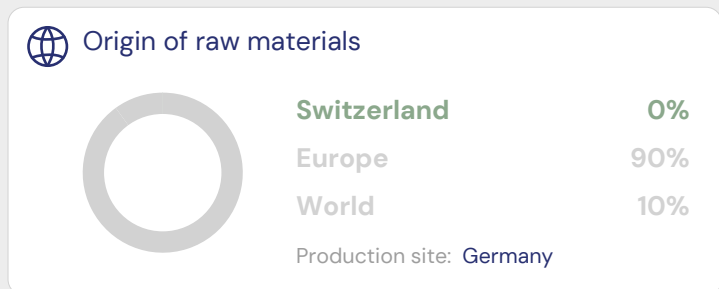 Origin of raw materials
Switzerland 0%
Europe 90%
World 10%
Production site: Germany